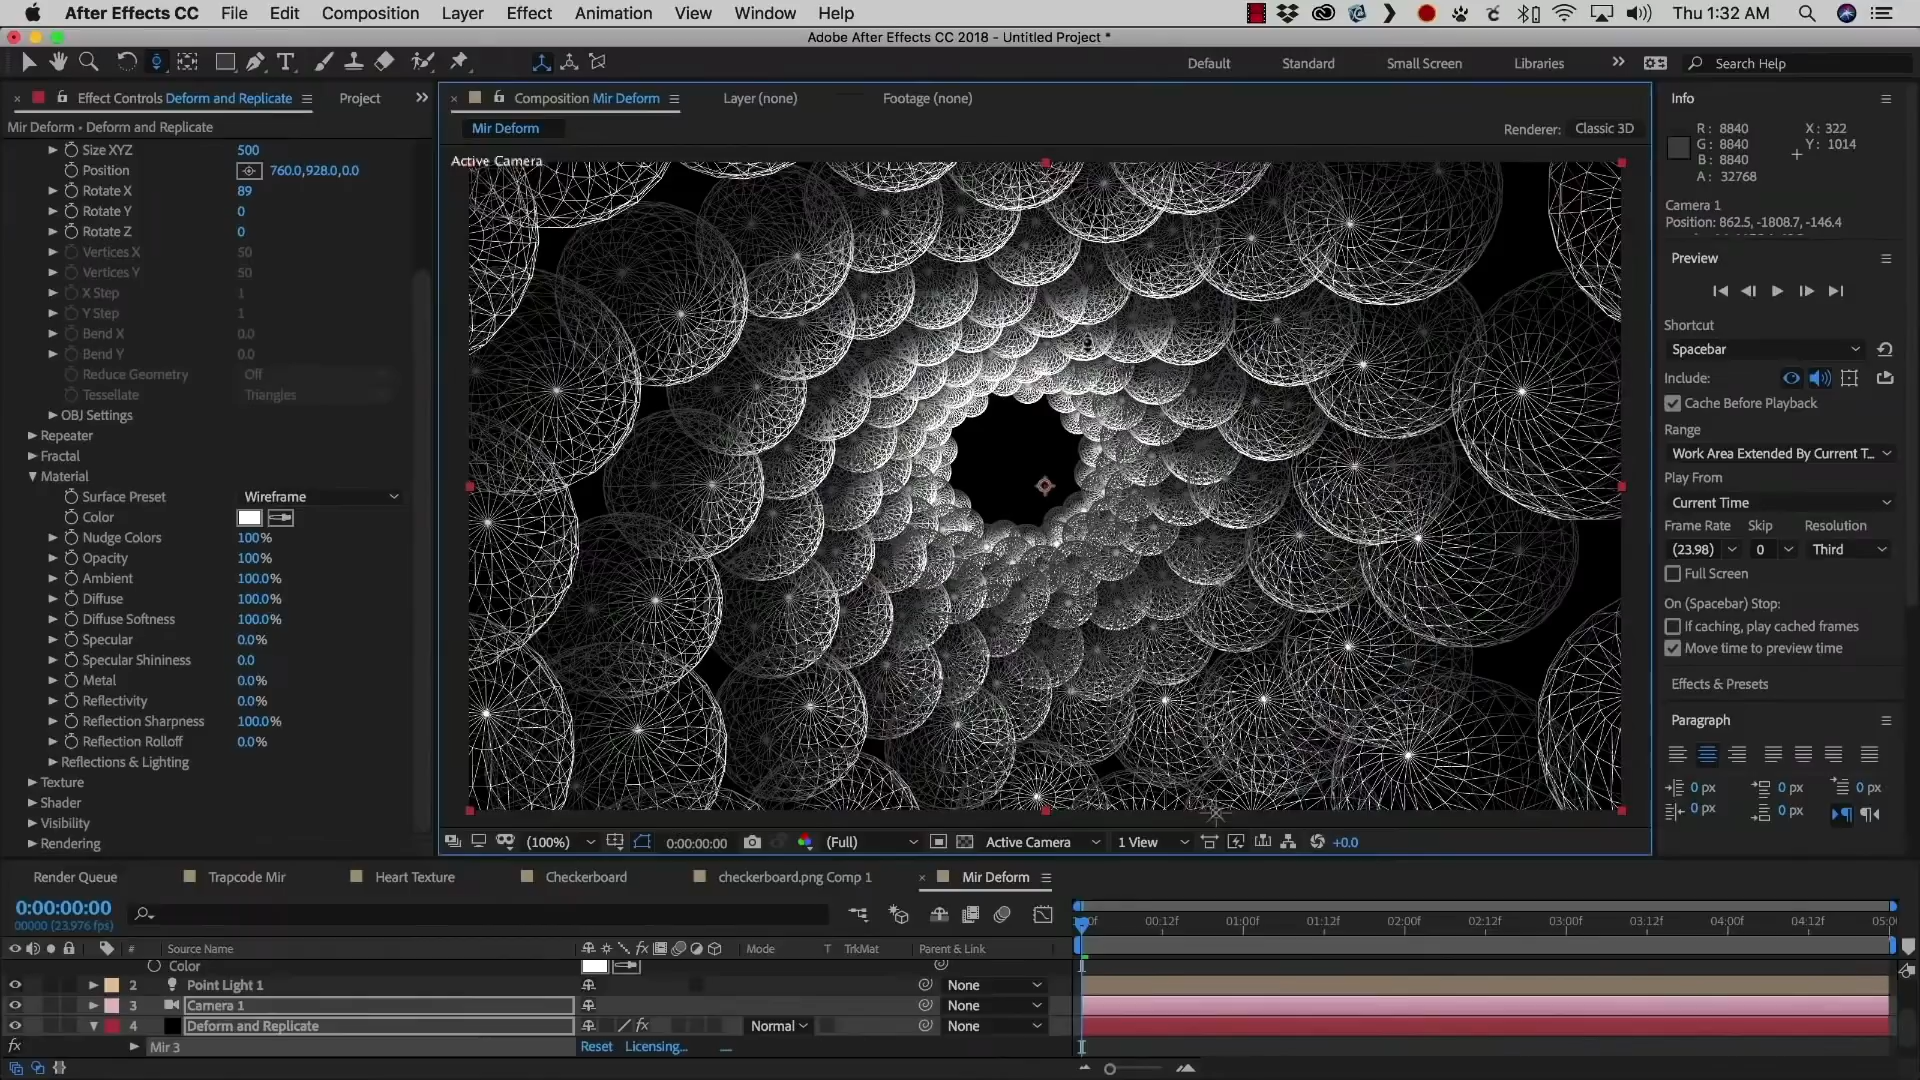 After Effects CC File Edit Composition Layer Effect Animation View Window Help Thu 1:32 AM
Adobe After Effects CC 2018 - Untitled Project *
Default Standard Small Screen Libraries Search Help
Effect Controls Deform and Replicate Project
Composition Mir Deform Layer (none) Footage (none)
Mir Deform • Deform and Replicate
Mir Deform Renderer: Classic 3D
Active Camera
Size XYZ 500
Position 760.0,928.0,0.0
Rotate X 89
Rotate Y 0
Rotate Z 0
Vertices X 50
Vertices Y 50
X Step 1
Y Step 1
Bend X 0.0
Bend Y 0.0
Reduce Geometry Off
Tessellate Triangles
OBJ Settings
Repeater
Fractal
Material
Surface Preset Wireframe
Color
Nudge Colors 100%
Opacity 100%
Ambient 100.0%
Diffuse 100.0%
Diffuse Softness 100.0%
Specular 0.0%
Specular Shininess 0.0
Metal 0.0%
Reflectivity 0.0%
Reflection Sharpness 100.0%
Reflection Rolloff 0.0%
Reflections & Lighting
Texture
Shader
Visibility
Rendering
(100%) 0:00:00:00 (Full) Active Camera 1 View +0.0
Info
R: 8840 X: 322
G: 8840 Y: 1014
B: 8840
A: 32768
Camera 1
Position: 862.5, -1808.7, -146.4
Preview
Shortcut
Spacebar
Include:
Cache Before Playback
Range
Work Area Extended By Current T...
Play From
Current Time
Frame Rate Skip Resolution
(23.98) 0 Third
Full Screen
On (Spacebar) Stop:
If caching, play cached frames
Move time to preview time
Effects & Presets
Paragraph
0 px 0 px 0 px
0 px 0 px
Render Queue Trapcode Mir Heart Texture Checkerboard checkerboard.png Comp 1 Mir Deform
0:00:00:00
00000 (23.976 fps)
00f 00:12f 01:00f 01:12f 02:00f 02:12f 03:00f 03:12f 04:00f 04:12f 05:00
# Source Name Mode T TrkMat Parent & Link
Color
2 Point Light 1 None
3 Camera 1 None
4 Deform and Replicate Normal None
fx Mir 3 Reset Licensing...